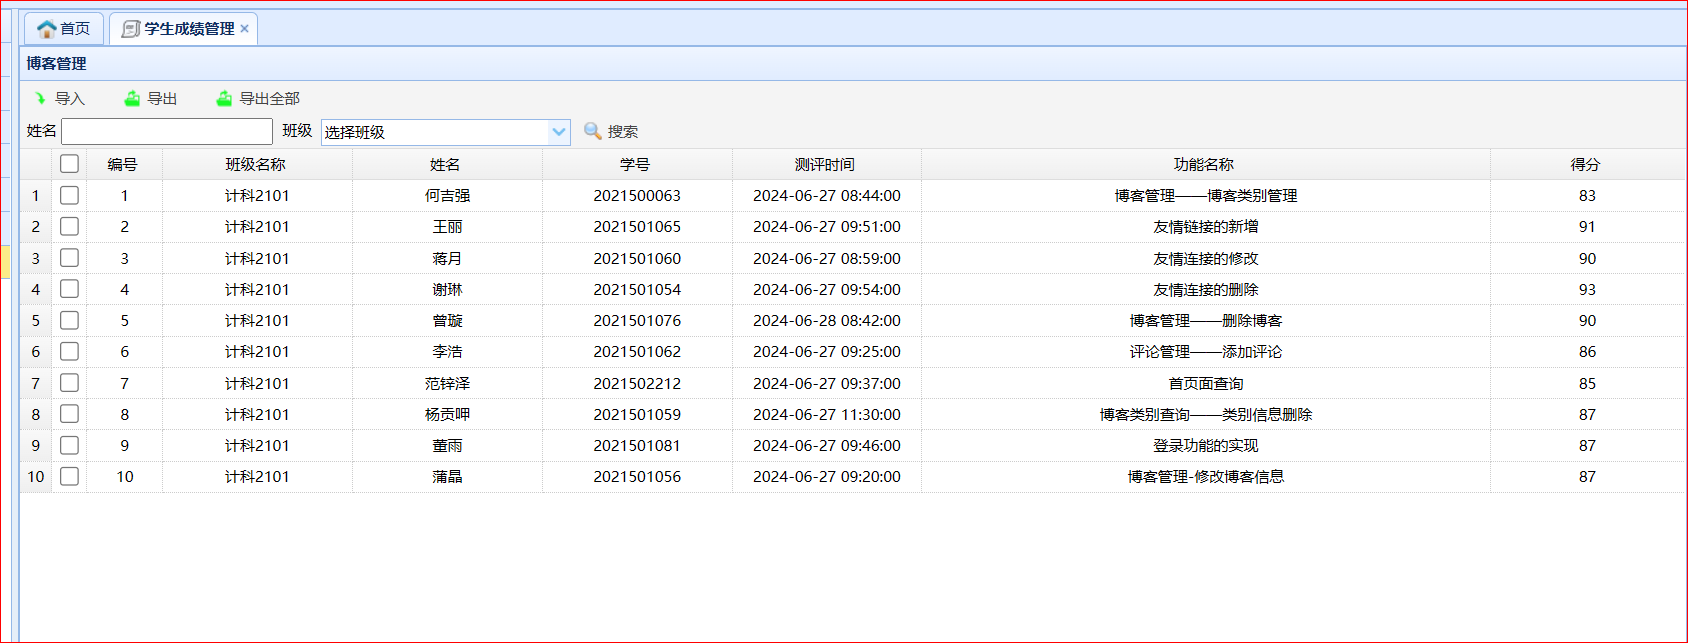 首页 学生成绩管理
博客管理
导入 导出 导出全部
姓名 班级 选择班级 搜索
编号 班级名称 姓名 学号 测评时间 功能名称 得分
1 1 计科2101 何吉强 2021500063 2024-06-27 08:44:00 博客管理——博客类别管理 83
2 2 计科2101 王丽 2021501065 2024-06-27 09:51:00 友情链接的新增 91
3 3 计科2101 蒋月 2021501060 2024-06-27 08:59:00 友情连接的修改 90
4 4 计科2101 谢琳 2021501054 2024-06-27 09:54:00 友情连接的删除 93
5 5 计科2101 曾璇 2021501076 2024-06-28 08:42:00 博客管理——删除博客 90
6 6 计科2101 李浩 2021501062 2024-06-27 09:25:00 评论管理——添加评论 86
7 7 计科2101 范锌泽 2021502212 2024-06-27 09:37:00 首页面查询 85
8 8 计科2101 杨贡呷 2021501059 2024-06-27 11:30:00 博客类别查询——类别信息删除 87
9 9 计科2101 董雨 2021501081 2024-06-27 09:46:00 登录功能的实现 87
10 10 计科2101 蒲晶 2021501056 2024-06-27 09:20:00 博客管理-修改博客信息 87